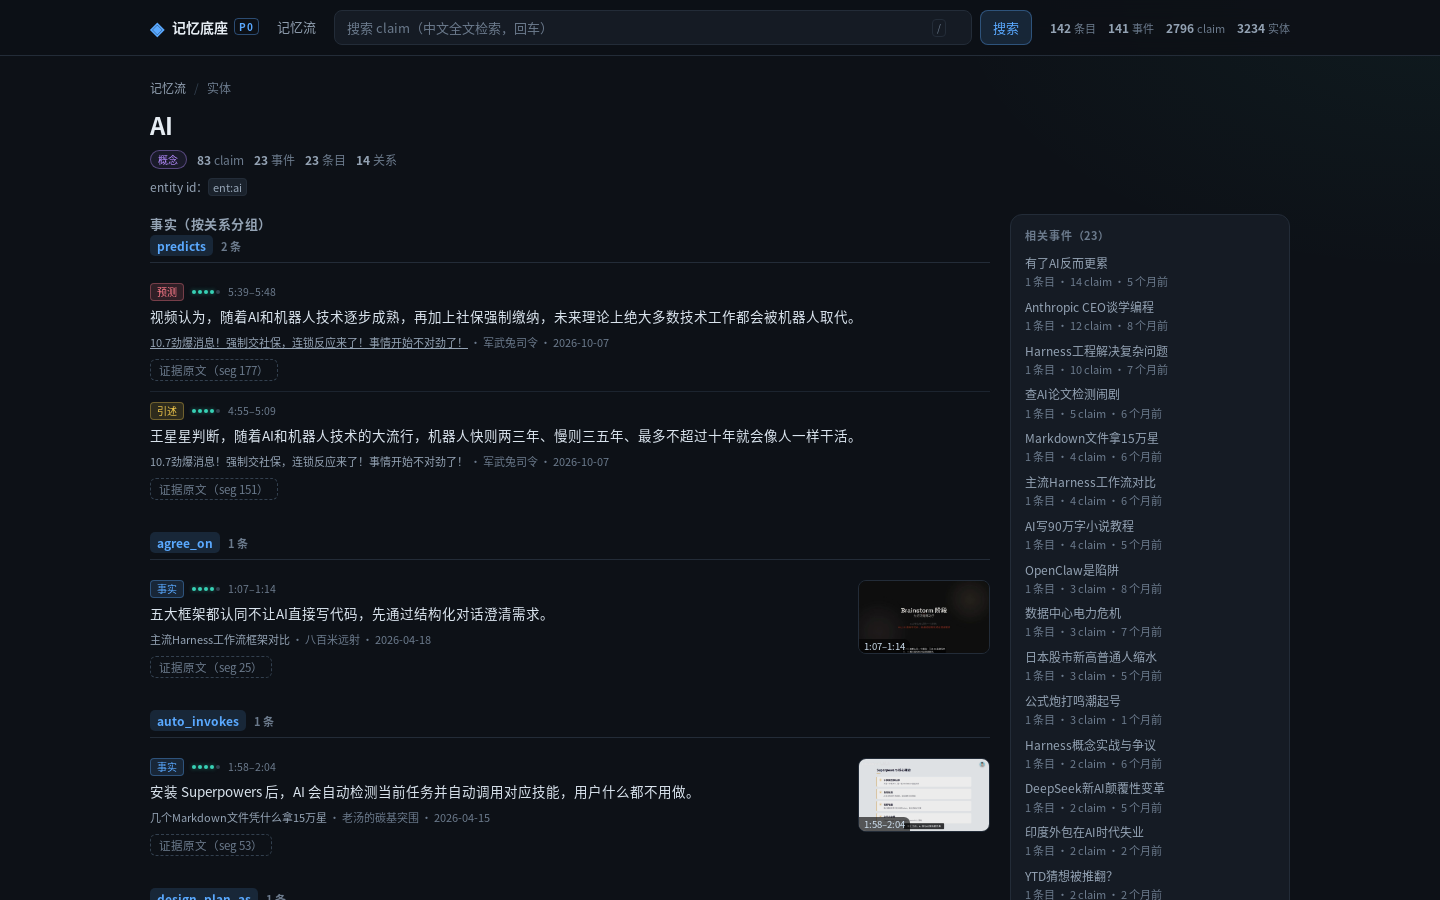 记忆底座 P0 记忆流 搜索 claim（中文全文检索，回车） / 搜索 142 条目 141 事件 2796 claim 3234 实体
记忆流 / 实体
AI
概念 83 claim 23 事件 23 条目 14 关系
entity id： ent:ai
事实（按关系分组）
predicts 2 条
预测 5:39–5:48
视频认为，随着AI和机器人技术逐步成熟，再加上社保强制缴纳，未来理论上绝大多数技术工作都会被机器人取代。
10.7劲爆消息！强制交社保，连锁反应来了！事情开始不对劲了！ · 军武兔司令 · 2026-10-07
证据原文（seg 177）
引述 4:55–5:09
王星星判断，随着AI和机器人技术的大流行，机器人快则两三年、慢则三五年、最多不超过十年就会像人一样干活。
10.7劲爆消息！强制交社保，连锁反应来了！事情开始不对劲了！ · 军武兔司令 · 2026-10-07
证据原文（seg 151）
agree_on 1 条
事实 1:07–1:14
五大框架都认同不让AI直接写代码，先通过结构化对话澄清需求。
主流Harness工作流框架对比 · 八百米远射 · 2026-04-18
证据原文（seg 25）
Brainstorm 阶段
1:07–1:14
auto_invokes 1 条
事实 1:58–2:04
安装 Superpowers 后，AI 会自动检测当前任务并自动调用对应技能，用户什么都不用做。
几个Markdown文件凭什么拿15万星 · 老汤的碳基突围 · 2026-04-15
证据原文（seg 53）
1:58–2:04
design_plan_as 1 条
相关事件（23）
有了AI反而更累
1 条目 · 14 claim · 5 个月前
Anthropic CEO谈学编程
1 条目 · 12 claim · 8 个月前
Harness工程解决复杂问题
1 条目 · 10 claim · 7 个月前
查AI论文检测闹剧
1 条目 · 5 claim · 6 个月前
Markdown文件拿15万星
1 条目 · 4 claim · 6 个月前
主流Harness工作流对比
1 条目 · 4 claim · 6 个月前
AI写90万字小说教程
1 条目 · 4 claim · 5 个月前
OpenClaw是陷阱
1 条目 · 3 claim · 8 个月前
数据中心电力危机
1 条目 · 3 claim · 7 个月前
日本股市新高普通人缩水
1 条目 · 3 claim · 5 个月前
公式炮打鸣潮起号
1 条目 · 3 claim · 1 个月前
Harness概念实战与争议
1 条目 · 2 claim · 6 个月前
DeepSeek新AI颠覆性变革
1 条目 · 2 claim · 5 个月前
印度外包在AI时代失业
1 条目 · 2 claim · 2 个月前
YTD猜想被推翻？
1 条目 · 2 claim · 2 个月前